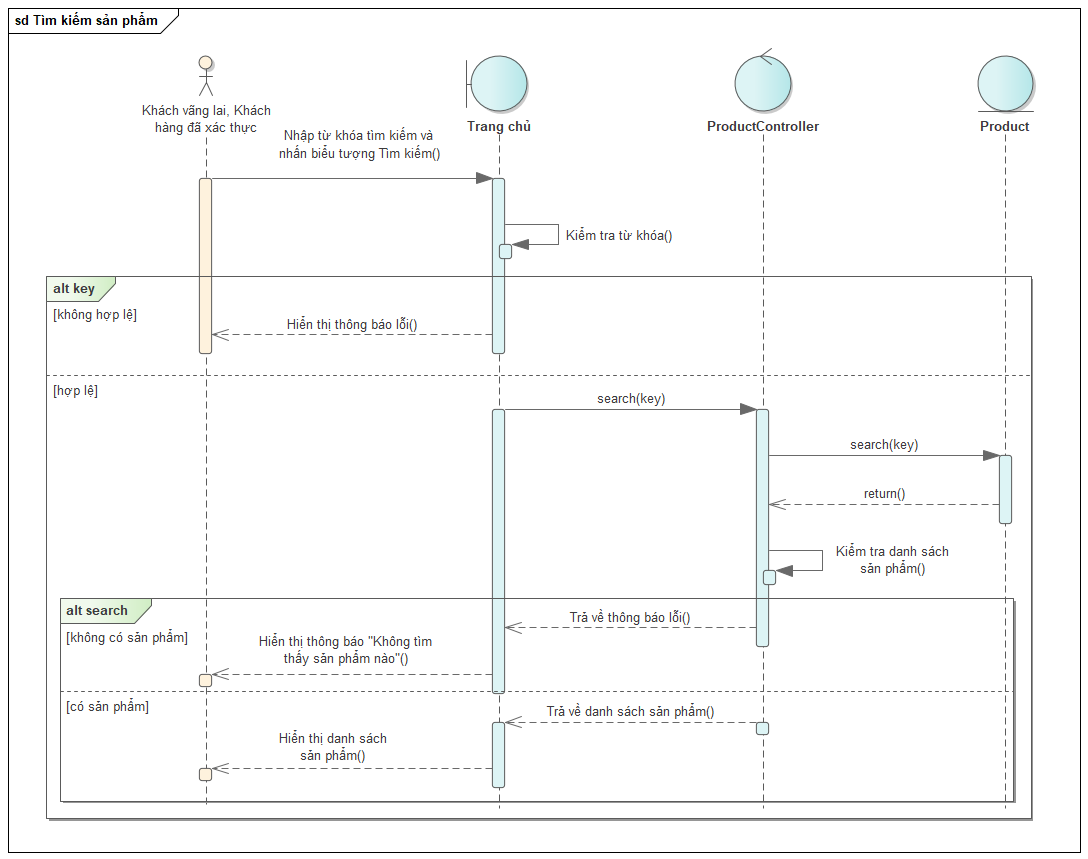 sd Tìm kiếm sản phẩm
Khách vãng lai, Khách
hàng đã xác thực
Trang chủ
ProductController
Product
Nhập từ khóa tìm kiếm và
nhấn biểu tượng Tìm kiếm()
Kiểm tra từ khóa()
alt key
[không hợp lệ]
Hiển thị thông báo lỗi()
[hợp lệ]
search(key)
search(key)
return()
Kiểm tra danh sách
sản phẩm()
alt search
[không có sản phẩm]
Trả về thông báo lỗi()
Hiển thị thông báo "Không tìm
thấy sản phẩm nào"()
[có sản phẩm]
Trả về danh sách sản phẩm()
Hiển thị danh sách
sản phẩm()